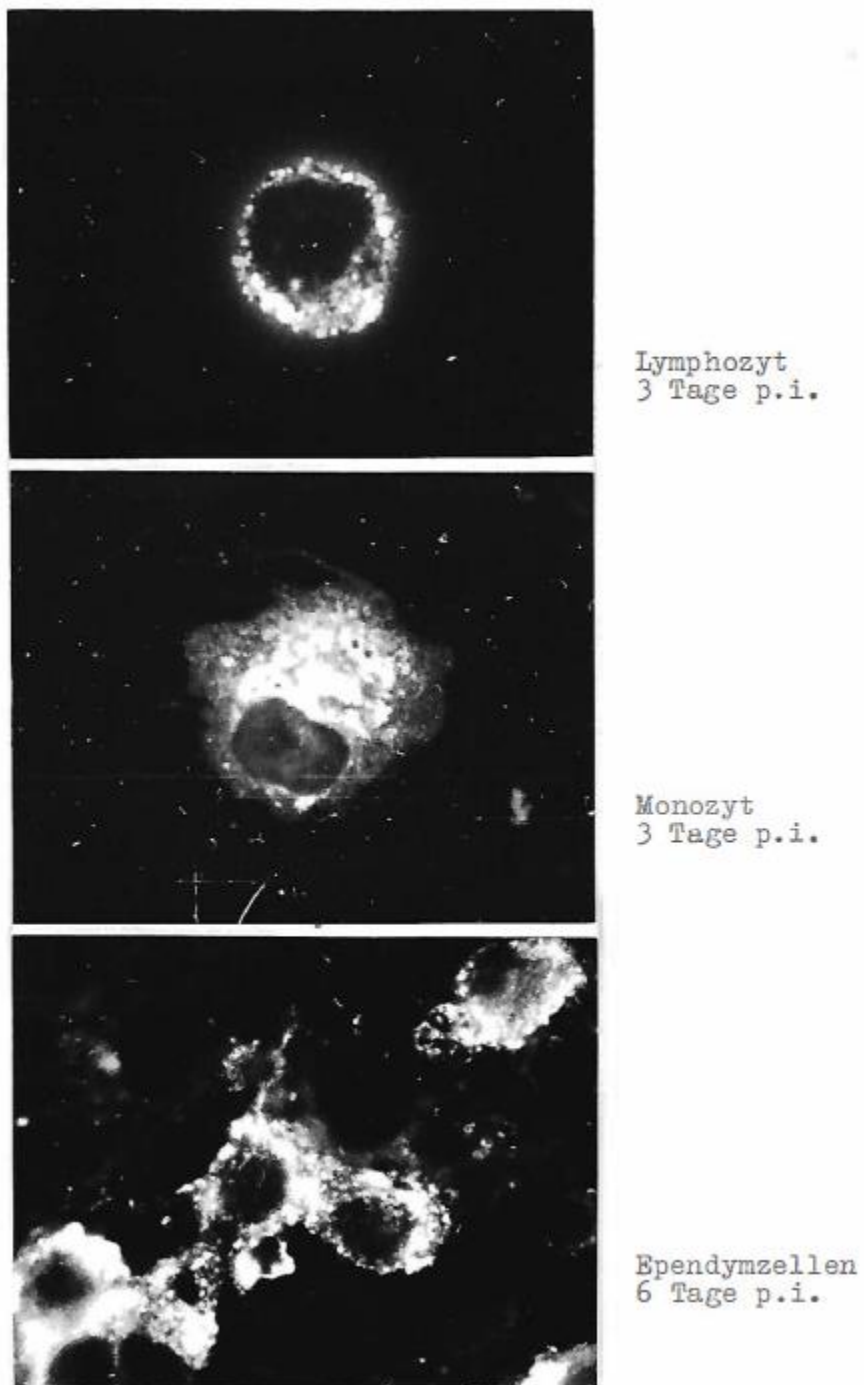 Lymphozyt
3 Tage p.i.
Monozyt
3 Tage p.i.
Ependymzellen
6 Tage p.i.